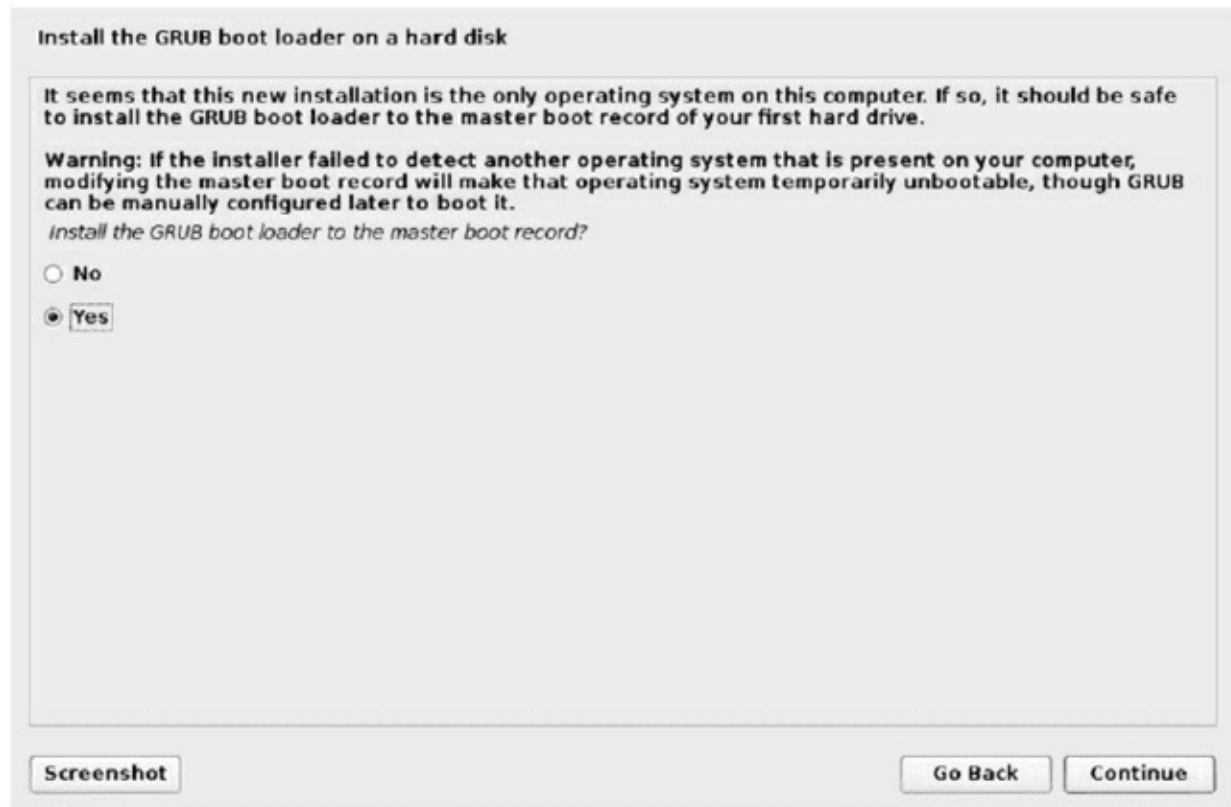 Install the GRUB boot loader on a hard disk
It seems that this new installation is the only operating system on this computer. If so, it should be safe
to install the GRUB boot loader to the master boot record of your first hard drive.
Warning: If the installer failed to detect another operating system that is present on your computer,
modifying the master boot record will make that operating system temporarily unbootable, though GRUB
can be manually configured later to boot it.
Install the GRUB boot loader to the master boot record?
No
Yes
Screenshot
Go Back
Continue